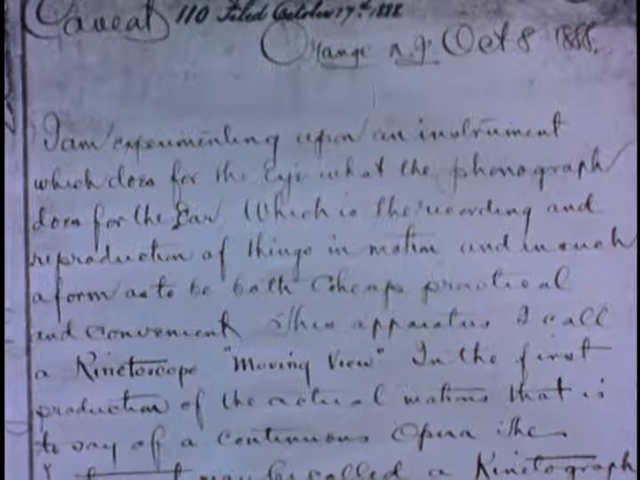 Caveat 110 Filed October 17th. 1888
Orange N.J. Oct 8 1888.
I am experimenting upon an instrument
which does for the Eye what the phonograph
does for the Ear Which is the recording and
reproduction of things in motion and in such
a form as to be both Cheap practical
and convenient This apparatus I call
a Kinetoscope "Moving View" In the first
production of the actual motions that is
to say of a continuous Opera The
may be called a Kinetograph